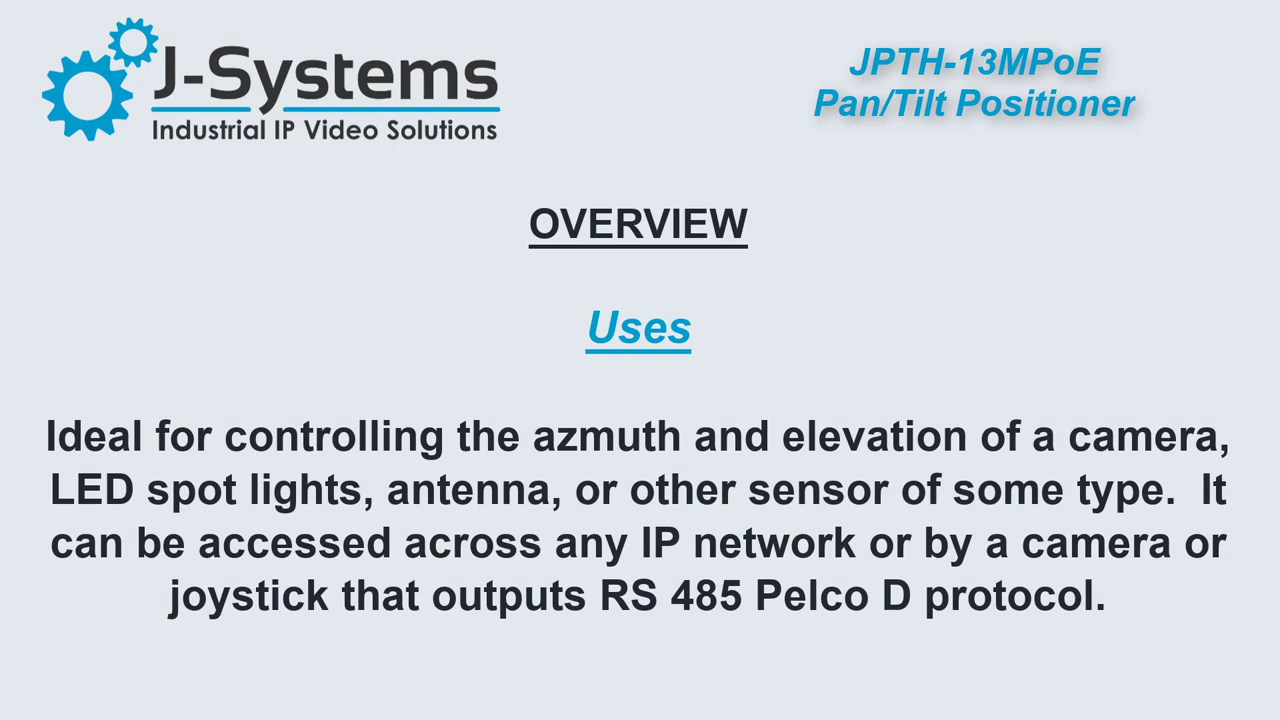 J-Systems
Industrial IP Video Solutions
JPTH-13MPoE
Pan/Tilt Positioner
OVERVIEW
Uses
Ideal for controlling the azmuth and elevation of a camera,
LED spot lights, antenna, or other sensor of some type.  It
can be accessed across any IP network or by a camera or
joystick that outputs RS 485 Pelco D protocol.